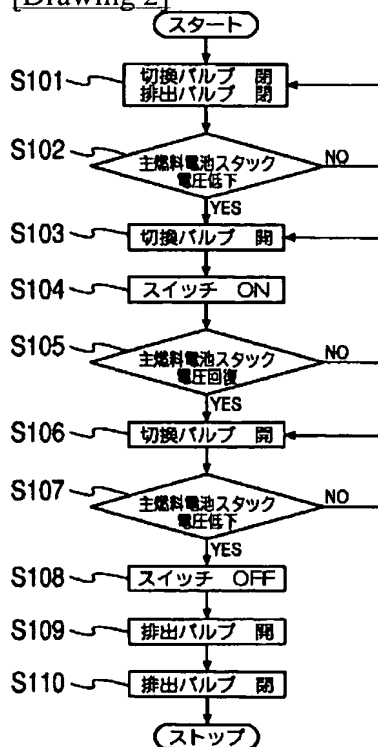 [Drawing 2]
スタート
S101
切換バルブ 閉
排出バルブ 閉
S102
主燃料電池スタック
電圧低下
NO
YES
S103
切換バルブ 開
S104
スイッチ ON
S105
主燃料電池スタック
電圧回復
NO
YES
S106
切換バルブ 開
S107
主燃料電池スタック
電圧低下
NO
YES
S108
スイッチ OFF
S109
排出バルブ 開
S110
排出バルブ 閉
ストップ